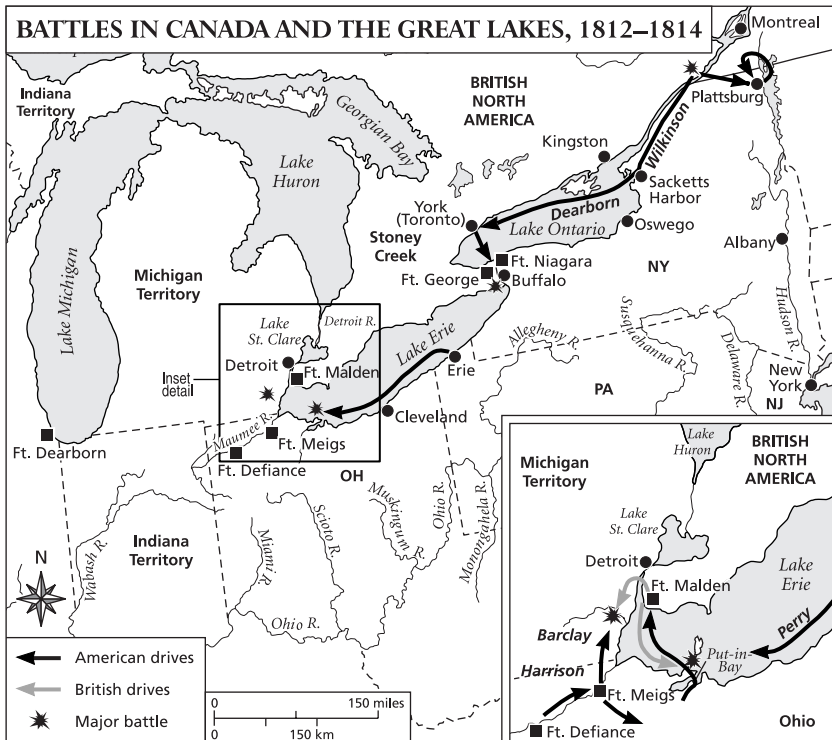 BATTLES IN CANADA AND THE GREAT LAKES, 1812–1814
Montreal
Plattsburg
Indiana
Territory
BRITISH
NORTH
AMERICA
Georgian Bay
Lake
Huron
Kingston
Wilkinson
Sacketts
Harbor
York
(Toronto)
Dearborn
Lake Ontario
Oswego
Stoney
Creek
Albany
Ft. Niagara
Ft. George
Buffalo
NY
Michigan
Territory
Lake Michigan
Hudson R.
Lake
St. Clare
Detroit R.
Lake Erie
Allegheny R.
Susquehanna R.
Delaware R.
Detroit
Ft. Malden
Erie
Inset
detail
PA
New
York
NJ
Cleveland
Maumee R.
Ft. Meigs
Ft. Dearborn
Ft. Defiance
OH
Muskingum R.
Ohio R.
Monongahela R.
Scioto R.
Miami R.
Wabash R.
Indiana
Territory
Ohio R.
N
American drives
British drives
Major battle
0
150 miles
0
150 km
Lake
Huron
BRITISH
NORTH
AMERICA
Michigan
Territory
Lake
St. Clare
Detroit
Ft. Malden
Lake
Erie
Barclay
Perry
Put-in-
Bay
Harrison
Ft. Meigs
Ft. Defiance
Ohio